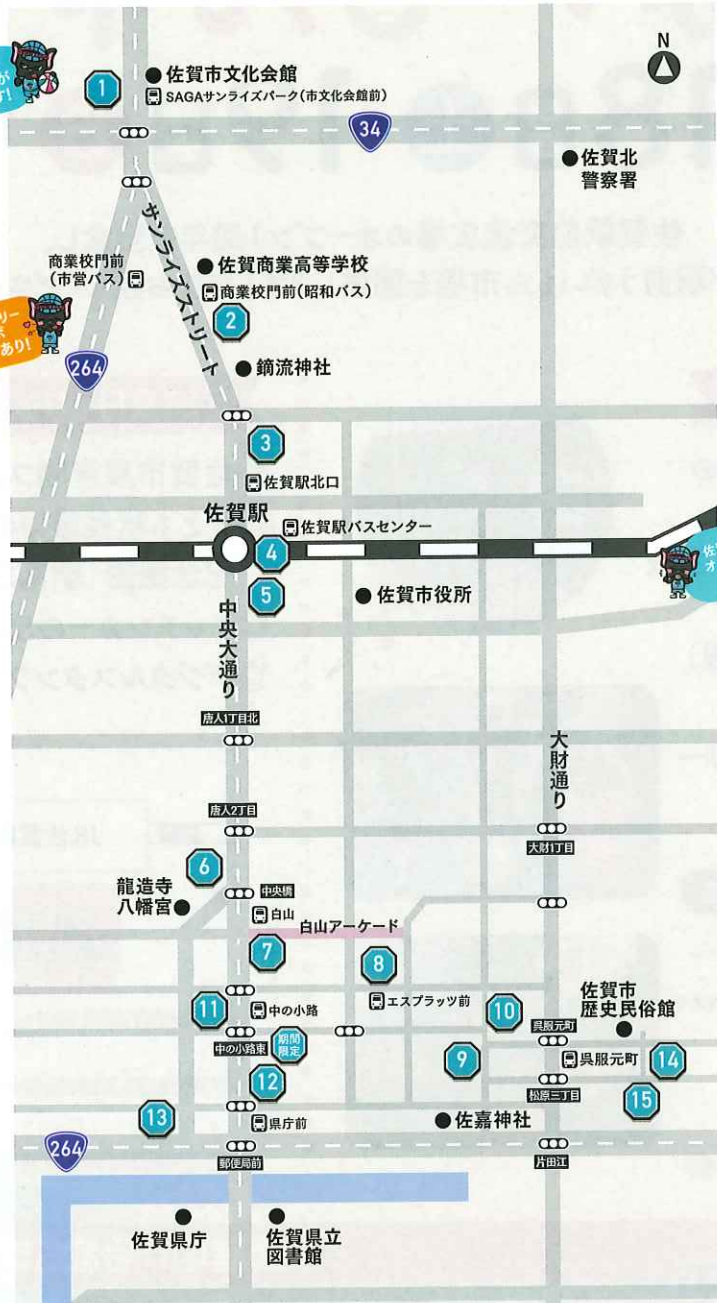 N
佐賀市文化会館
1
SAGAサンライズパーク(市文化会館前)
34
佐賀北
警察署
サンライズストリート
商業校門前
(市営バス)
佐賀商業高等学校
商業校門前(昭和バス)
2
あり!
264
鏑流神社
3
佐賀駅北口
佐賀駅
佐賀駅バスセンター
4
5
佐賀市役所
中央大通り
唐人1丁目北
大財通り
唐人2丁目
大財1丁目
6
龍造寺
八幡宮
中央橋
白山
白山アーケード
7
8
エスプラッツ前
11
中の小路
10
佐賀市
歴史民俗館
呉服元町
中の小路東
期間
限定
9
呉服元町
14
12
松原三丁目
15
13
県庁前
佐嘉神社
264
郵便局前
片田江
佐賀県庁
佐賀県立
図書館